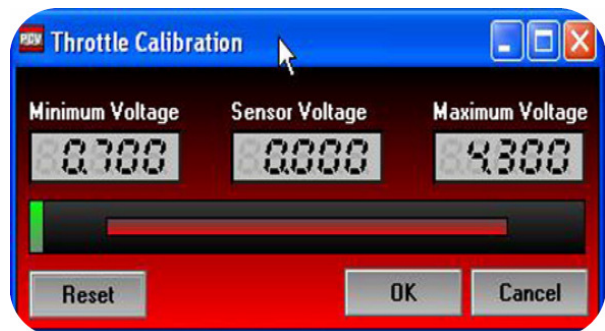 PCV Throttle Calibration
Minimum Voltage Sensor Voltage Maximum Voltage
0.700 0.000 4.300
Reset OK Cancel